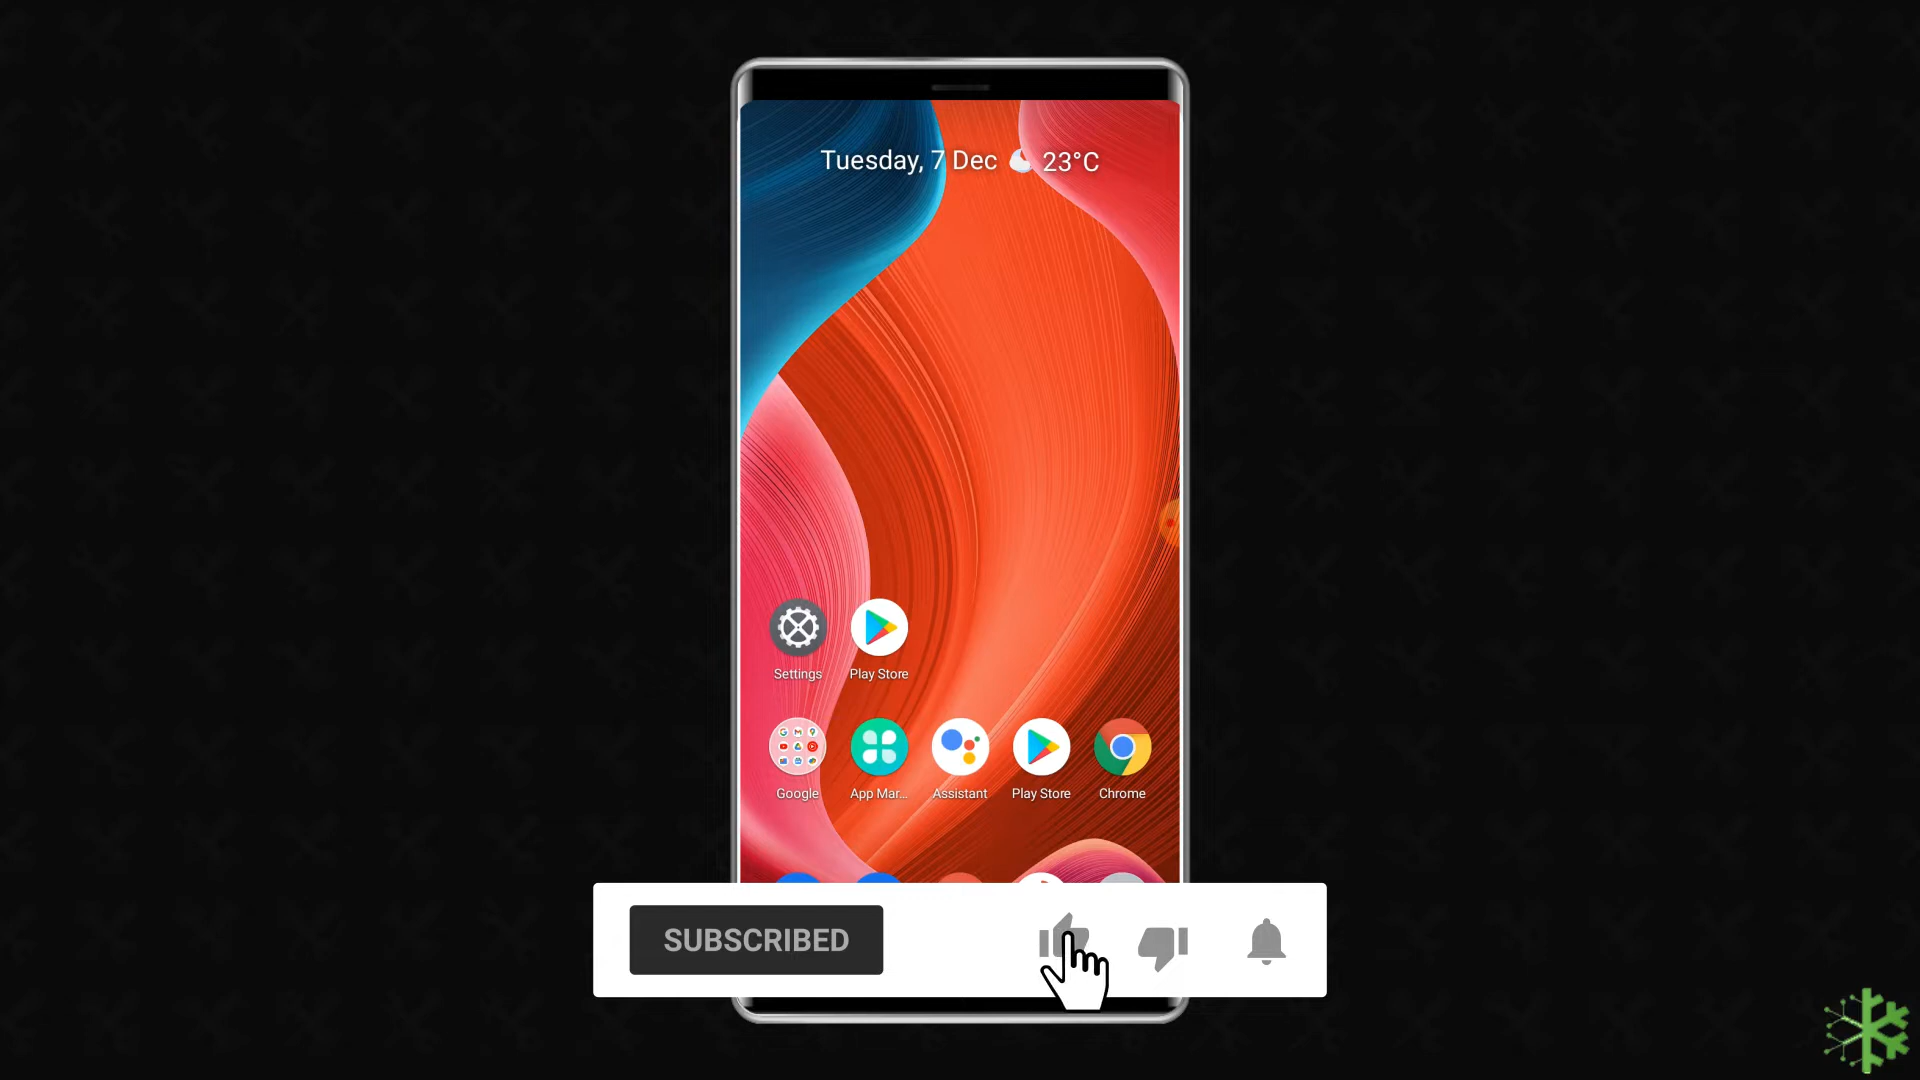 Tuesday, 7 Dec 23°C
Settings Play Store
Google App Mar... Assistant Play Store Chrome
SUBSCRIBED